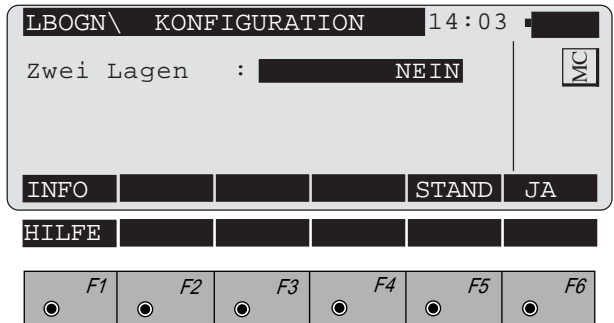 LBOGN\ KONFIGURATION 14:03
Zwei Lagen : NEIN
MC
INFO STAND JA
HILFE
F1 F2 F3 F4 F5 F6